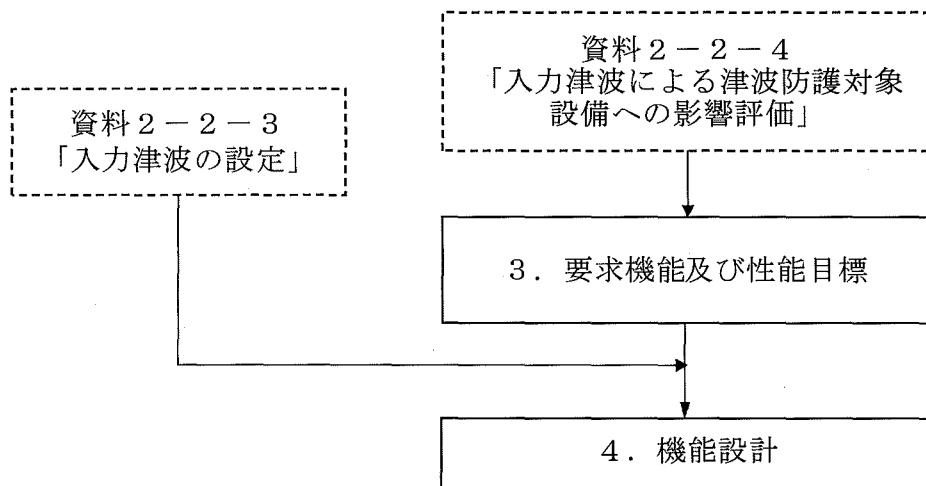 資料2-2-4
「入力津波による津波防護対象
設備への影響評価」
資料2-2-3
「入力津波の設定」
3．要求機能及び性能目標
4．機能設計